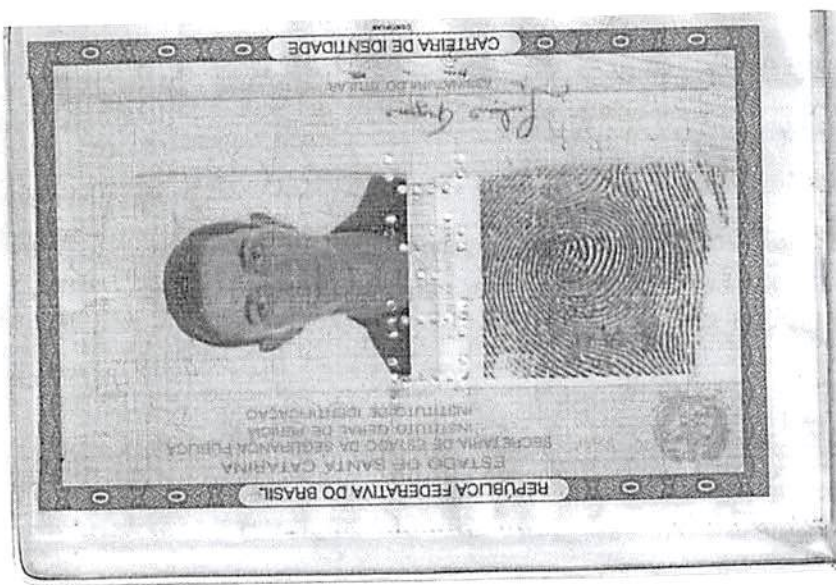 REPÚBLICA FEDERATIVA DO BRASIL
ESTADO DE SANTA CATARINA
SECRETARIA DE ESTADO DA SEGURANÇA PÚBLICA
INSTITUTO GERAL DE PERÍCIA
INSTITUTO DE IDENTIFICAÇÃO
ASSINATURA DO TITULAR
CARTEIRA DE IDENTIDADE